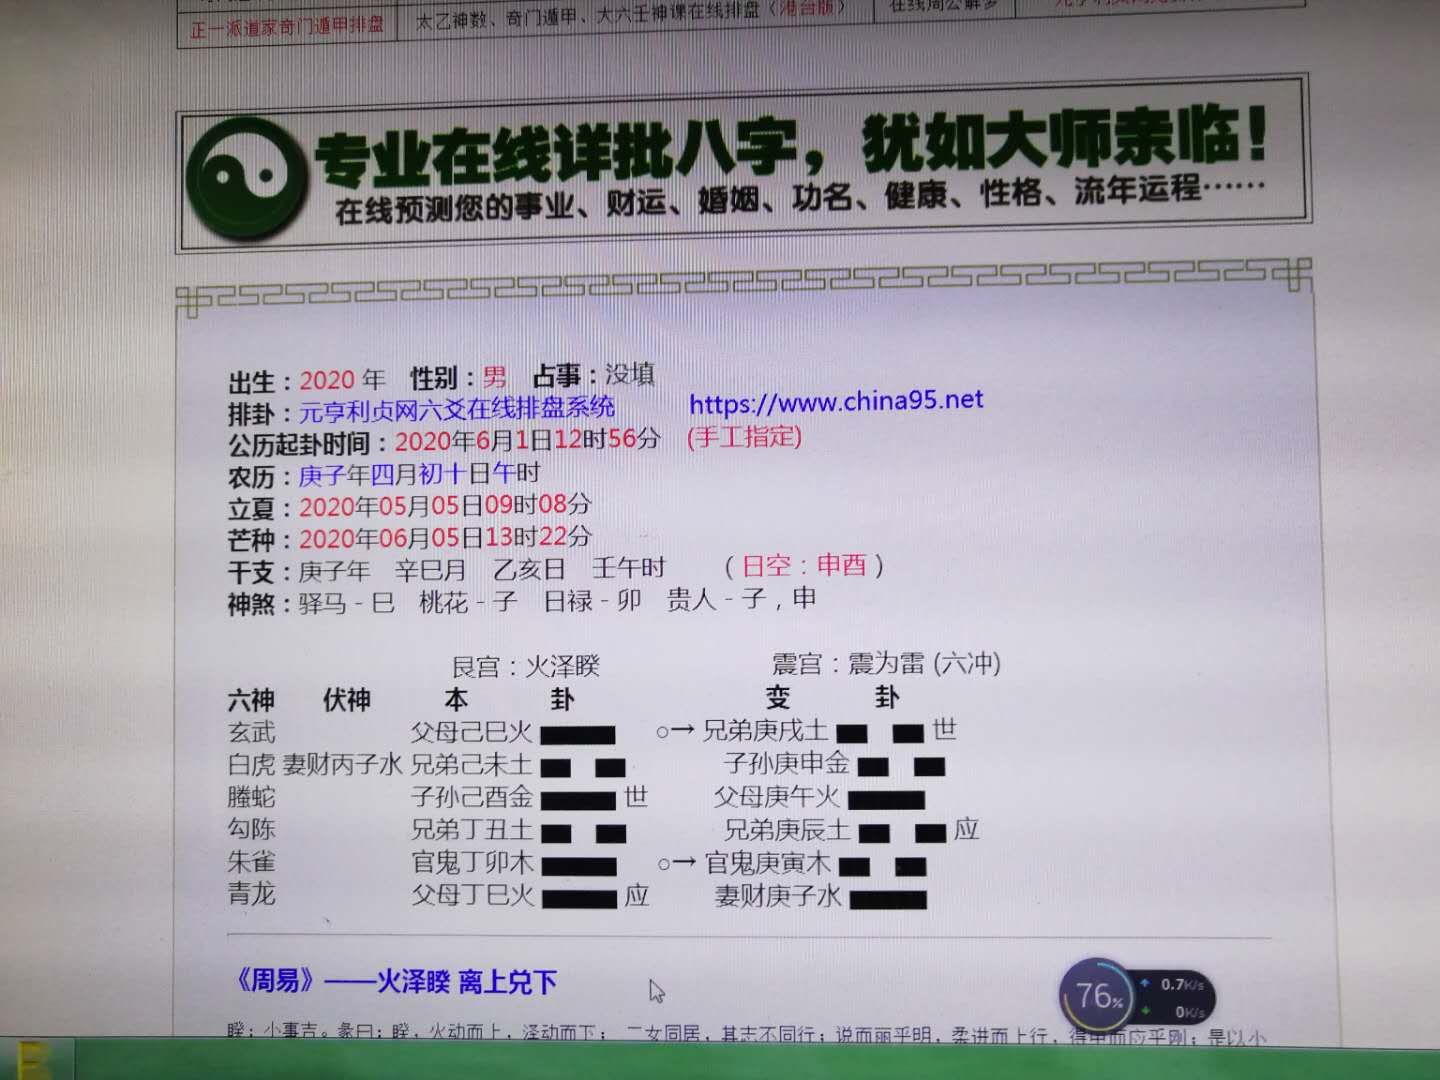 正一派道家奇门遁甲排盘 太乙神数、奇门遁甲、大六壬神课在线排盘（港台版） 在线周公解梦
专业在线详批八字，犹如大师亲临！
在线预测您的事业、财运、婚姻、功名、健康、性格、流年运程……
出生：2020 年 性别：男 占事：没填
排卦：元亨利贞网六爻在线排盘系统 https://www.china95.net
公历起卦时间：2020年6月1日12时56分 (手工指定)
农历：庚子年四月初十日午时
立夏：2020年05月05日09时08分
芒种：2020年06月05日13时22分
干支：庚子年 辛巳月 乙亥日 壬午时 （日空：申酉）
神煞：驿马－巳 桃花－子 日禄－卯 贵人－子，申
艮宫：火泽睽 震宫：震为雷 (六冲)
六神 伏神 本 卦 变 卦
玄武 父母己巳火 ○→ 兄弟庚戌土 世
白虎 妻财丙子水 兄弟己未土 子孙庚申金
螣蛇 子孙己酉金 世 父母庚午火
勾陈 兄弟丁丑土 兄弟庚辰土 应
朱雀 官鬼丁卯木 ○→ 官鬼庚寅木
青龙 父母丁巳火 应 妻财庚子水
《周易》——火泽睽 离上兑下
睽：小事吉。彖曰：睽，火动而上，泽动而下； 二女同居，其志不同行；说而丽乎明，柔进而上行，得中而应乎刚；是以小
76% 0.7K/s
0K/s